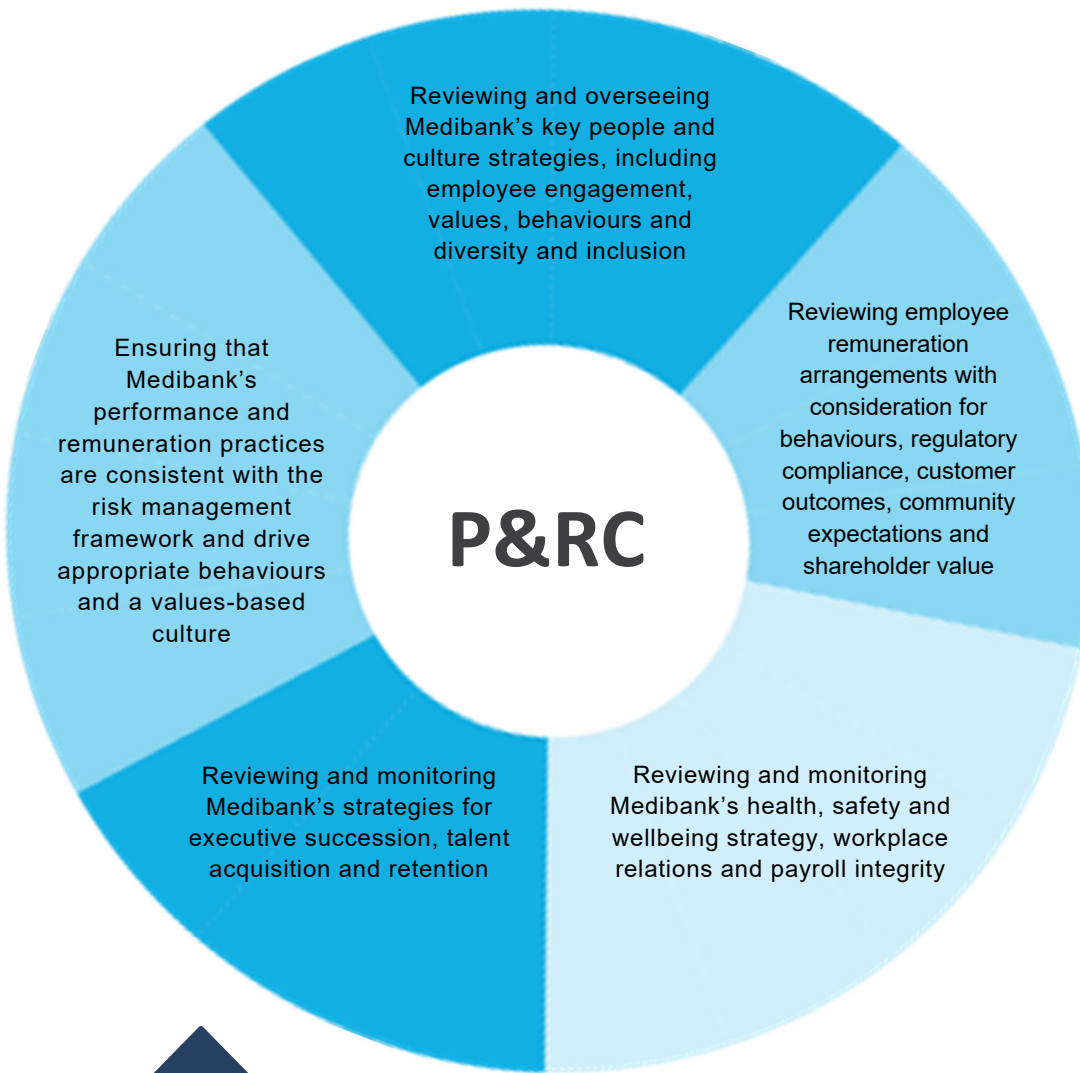 Reviewing and overseeing
Medibank’s key people and
culture strategies, including
employee engagement,
values, behaviours and
diversity and inclusion
Reviewing employee
remuneration
arrangements with
consideration for
behaviours, regulatory
compliance, customer
outcomes, community
expectations and
shareholder value
Ensuring that
Medibank’s
performance and
remuneration practices
are consistent with the
risk management
framework and drive
appropriate behaviours
and a values-based
culture
P&RC
Reviewing and monitoring
Medibank’s strategies for
executive succession, talent
acquisition and retention
Reviewing and monitoring
Medibank’s health, safety and
wellbeing strategy, workplace
relations and payroll integrity